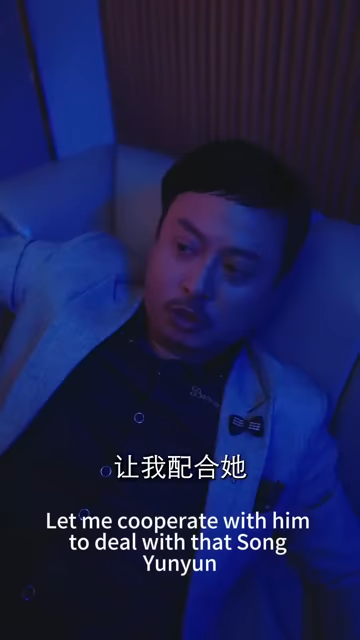 让我配合她
Let me cooperate with him
to deal with that Song
Yunyun